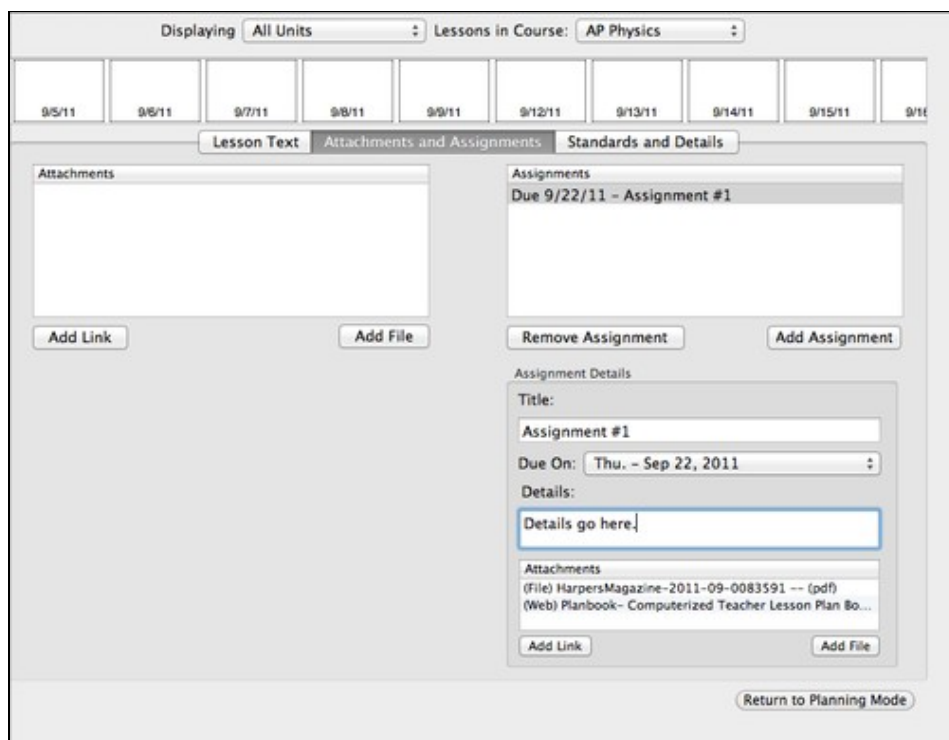 Displaying All Units Lessons in Course: AP Physics
9/5/11 9/6/11 9/7/11 9/8/11 9/9/11 9/12/11 9/13/11 9/14/11 9/15/11 9/16
Lesson Text Attachments and Assignments Standards and Details
Attachments
Assignments
Due 9/22/11 - Assignment #1
Add Link Add File
Remove Assignment Add Assignment
Assignment Details
Title:
Assignment #1
Due On: Thu. - Sep 22, 2011
Details:
Details go here.
Attachments
(File) HarpersMagazine-2011-09-0083591 -- (pdf)
(Web) Planbook- Computerized Teacher Lesson Plan Bo...
Add Link Add File
Return to Planning Mode